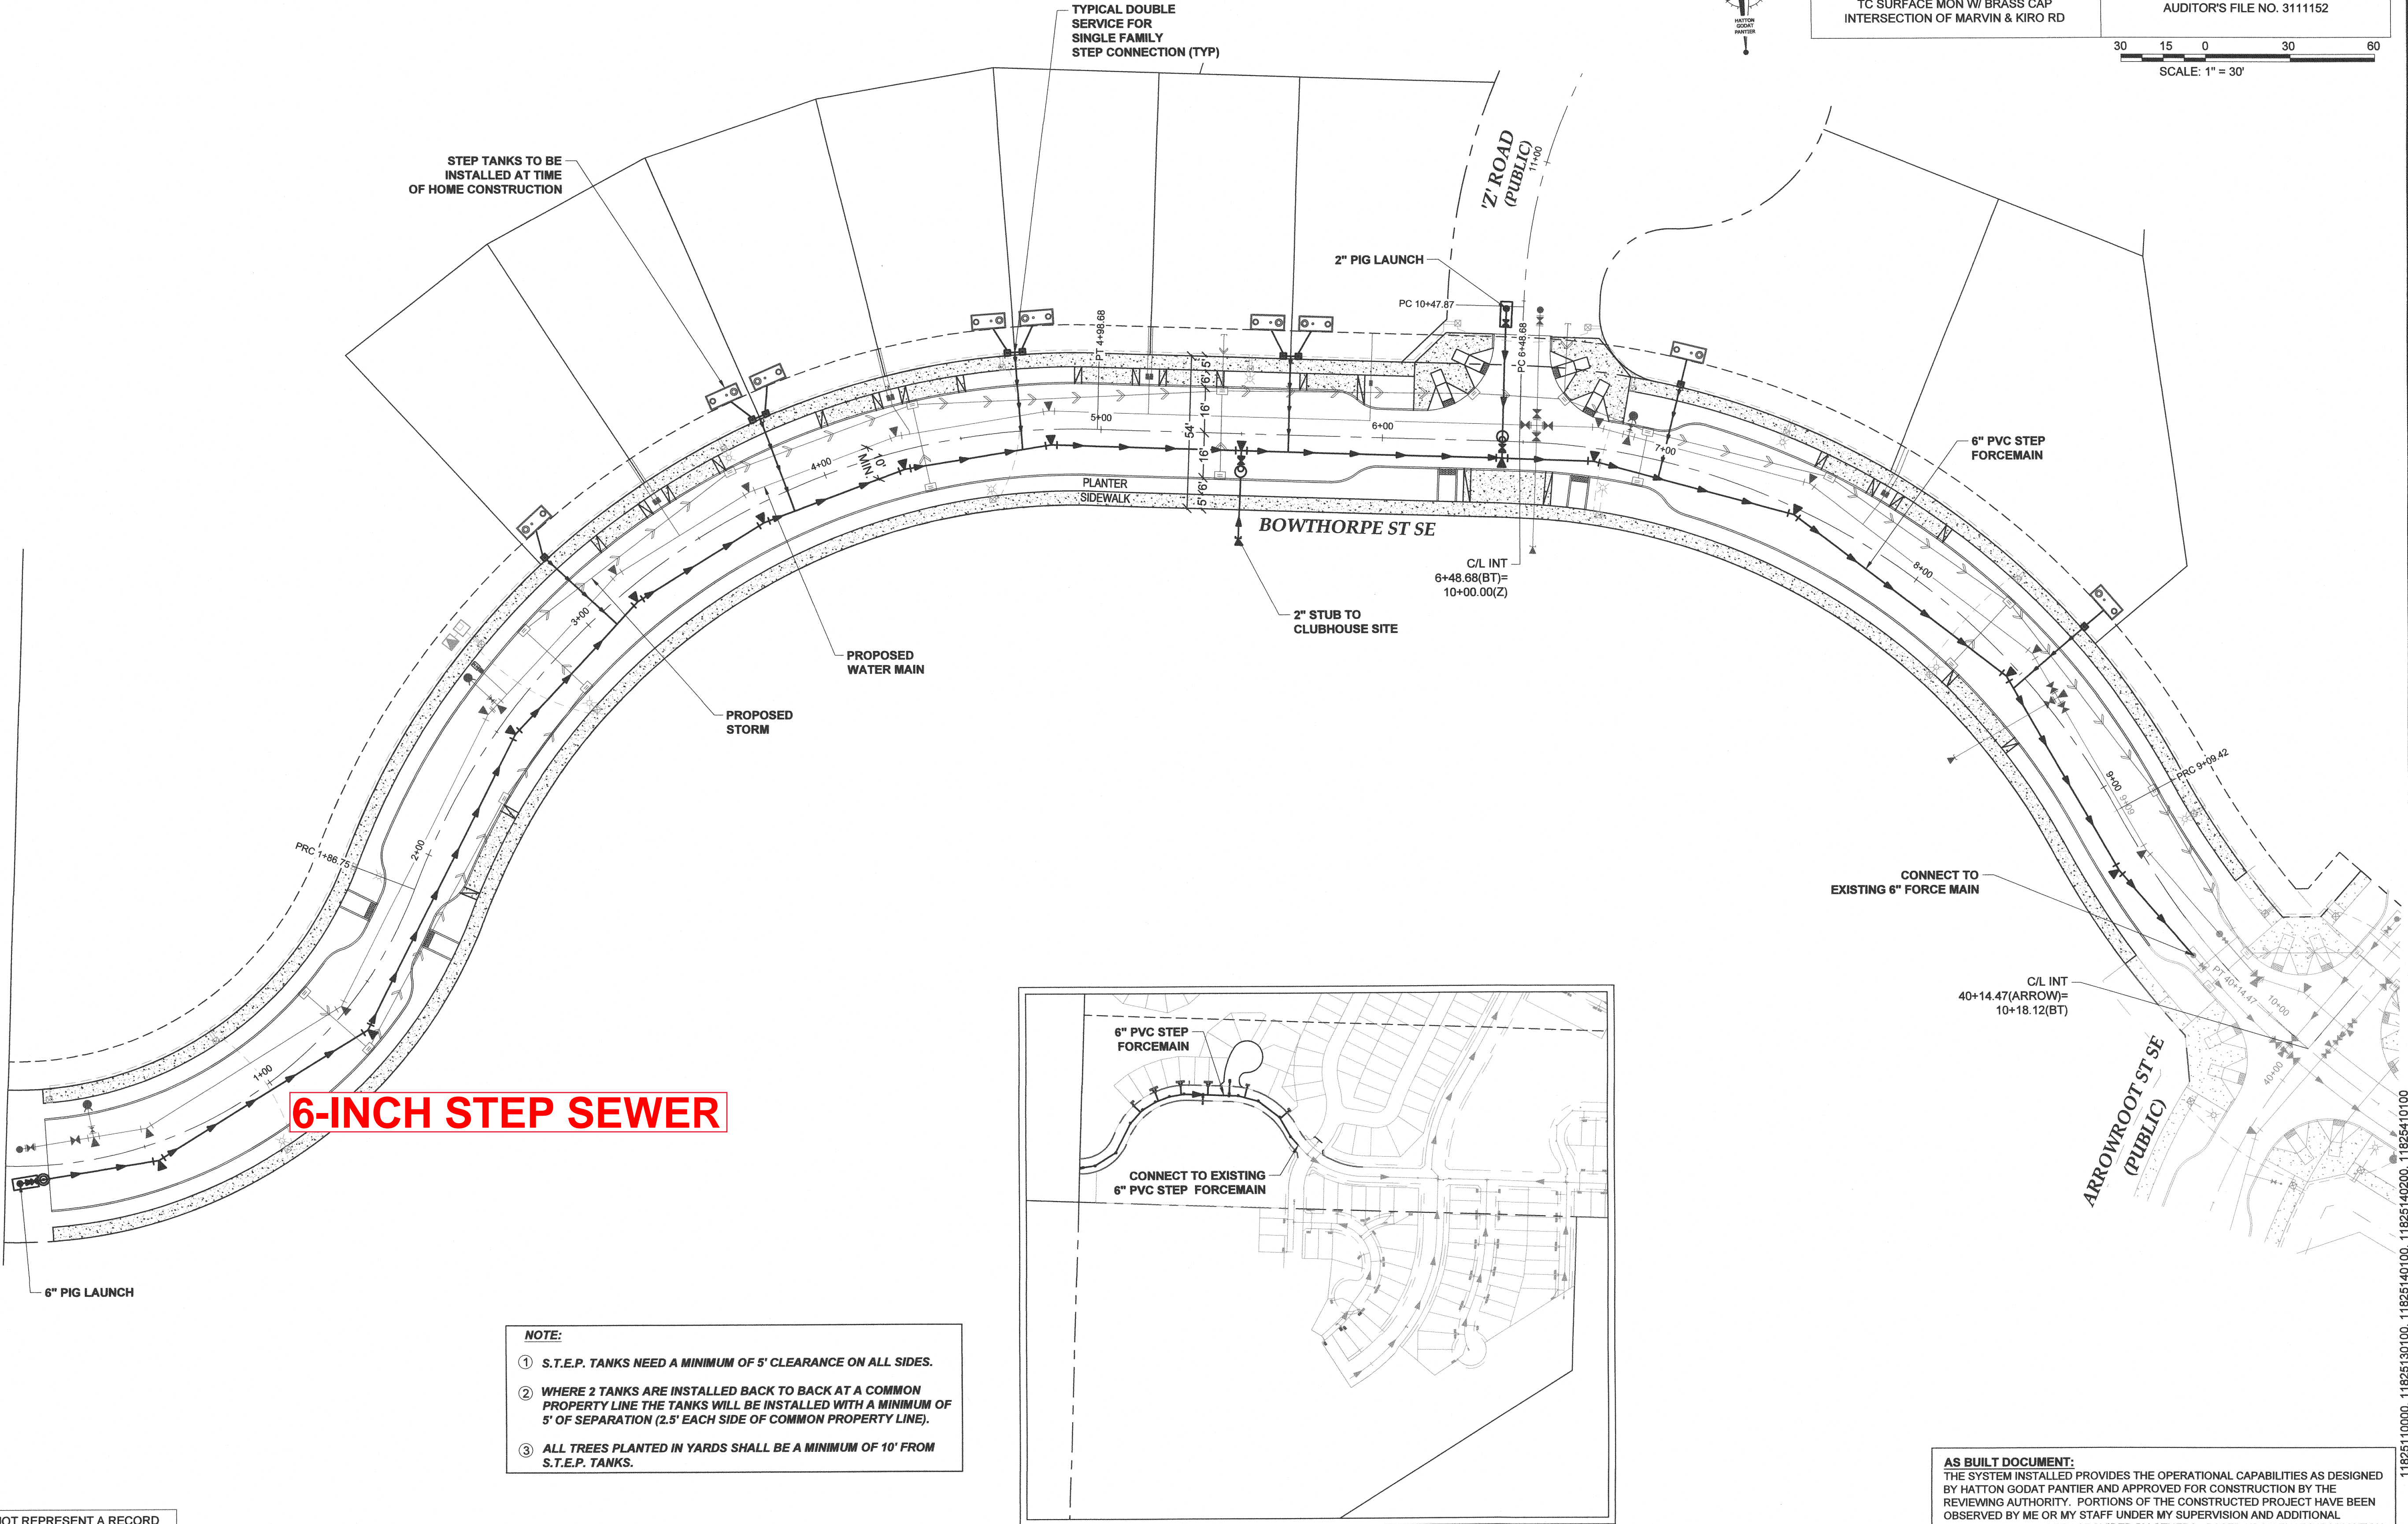 TYPICAL DOUBLE
SERVICE FOR
SINGLE FAMILY
STEP CONNECTION (TYP)
HATTON
GODAT
PANTIER
TC SURFACE MON W/ BRASS CAP
INTERSECTION OF MARVIN & KIRO RD
AUDITOR'S FILE NO. 3111152
30 15 0 30 60
SCALE: 1" = 30'
STEP TANKS TO BE
INSTALLED AT TIME
OF HOME CONSTRUCTION
'Z' ROAD
(PUBLIC)
11+00
2" PIG LAUNCH
PC 10+47.87
PT 4+98.68
PC 6+48.68
5' 6' 16' 16' 6' 5'
54'
5+00
6+00
7+00
4+00
10'
MIN
6" PVC STEP
FORCEMAIN
PLANTER
SIDEWALK
BOWTHORPE ST SE
C/L INT
6+48.68(BT)=
10+00.00(Z)
8+00
3+00
2" STUB TO
CLUBHOUSE SITE
PROPOSED
WATER MAIN
PROPOSED
STORM
PRC 9+09.42
9+00
PRC 1+86.75
2+00
CONNECT TO
EXISTING 6" FORCE MAIN
C/L INT
40+14.47(ARROW)=
10+18.12(BT)
PT 40+14.47
10+00
40+00
ARROWROOT ST SE
(PUBLIC)
1+00
6-INCH STEP SEWER
6" PVC STEP
FORCEMAIN
CONNECT TO EXISTING
6" PVC STEP FORCEMAIN
6" PIG LAUNCH
NOTE:
1 S.T.E.P. TANKS NEED A MINIMUM OF 5' CLEARANCE ON ALL SIDES.
2 WHERE 2 TANKS ARE INSTALLED BACK TO BACK AT A COMMON
PROPERTY LINE THE TANKS WILL BE INSTALLED WITH A MINIMUM OF
5' OF SEPARATION (2.5' EACH SIDE OF COMMON PROPERTY LINE).
3 ALL TREES PLANTED IN YARDS SHALL BE A MINIMUM OF 10' FROM
S.T.E.P. TANKS.
11825110000, 11825130100, 11825140100, 11825140200, 11825410100
AS BUILT DOCUMENT:
THE SYSTEM INSTALLED PROVIDES THE OPERATIONAL CAPABILITIES AS DESIGNED
BY HATTON GODAT PANTIER AND APPROVED FOR CONSTRUCTION BY THE
REVIEWING AUTHORITY. PORTIONS OF THE CONSTRUCTED PROJECT HAVE BEEN
OBSERVED BY ME OR MY STAFF UNDER MY SUPERVISION AND ADDITIONAL
NOT REPRESENT A RECORD